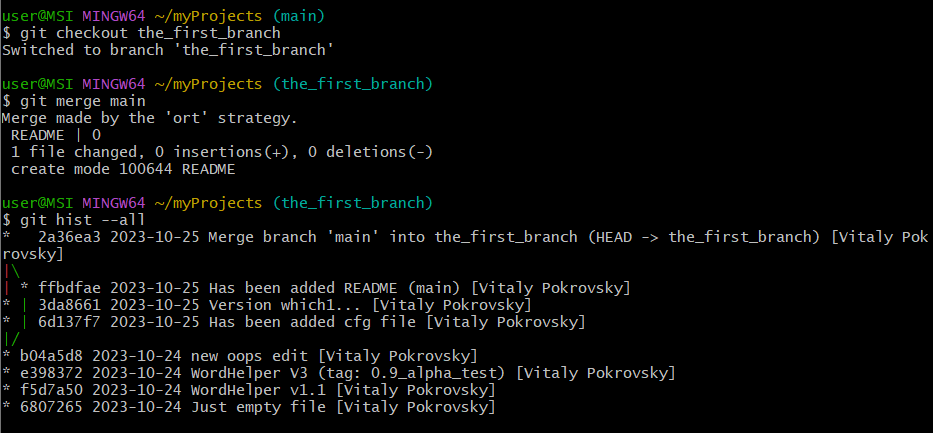 user@MSI MINGW64 ~/myProjects (main)
$ git checkout the_first_branch
Switched to branch 'the_first_branch'

user@MSI MINGW64 ~/myProjects (the_first_branch)
$ git merge main
Merge made by the 'ort' strategy.
 README | 0
 1 file changed, 0 insertions(+), 0 deletions(-)
 create mode 100644 README

user@MSI MINGW64 ~/myProjects (the_first_branch)
$ git hist --all
*   2a36ea3 2023-10-25 Merge branch 'main' into the_first_branch (HEAD -> the_first_branch) [Vitaly Pok
rovsky]
|\
| * ffbdfae 2023-10-25 Has been added README (main) [Vitaly Pokrovsky]
* | 3da8661 2023-10-25 Version which1... [Vitaly Pokrovsky]
* | 6d137f7 2023-10-25 Has been added cfg file [Vitaly Pokrovsky]
|/
* b04a5d8 2023-10-24 new oops edit [Vitaly Pokrovsky]
* e398372 2023-10-24 WordHelper V3 (tag: 0.9_alpha_test) [Vitaly Pokrovsky]
* f5d7a50 2023-10-24 WordHelper v1.1 [Vitaly Pokrovsky]
* 6807265 2023-10-24 Just empty file [Vitaly Pokrovsky]